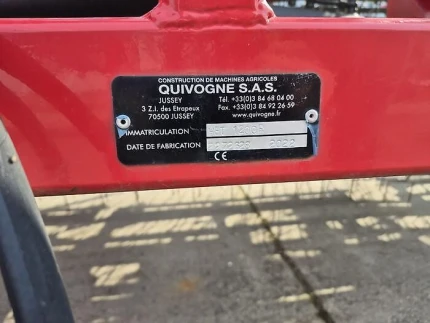 CONSTRUCTION DE MACHINES AGRICOLES
QUIVOGNE S.A.S.
JUSSEY
3 Z.I. des Etrapeux
70500 JUSSEY
Tél. +33(0)3 84 68 04 00
Fax. +33(0)3 84 92 26 59
www.quivogne.fr
IMMATRICULATION
DATE DE FABRICATION 2022
CE